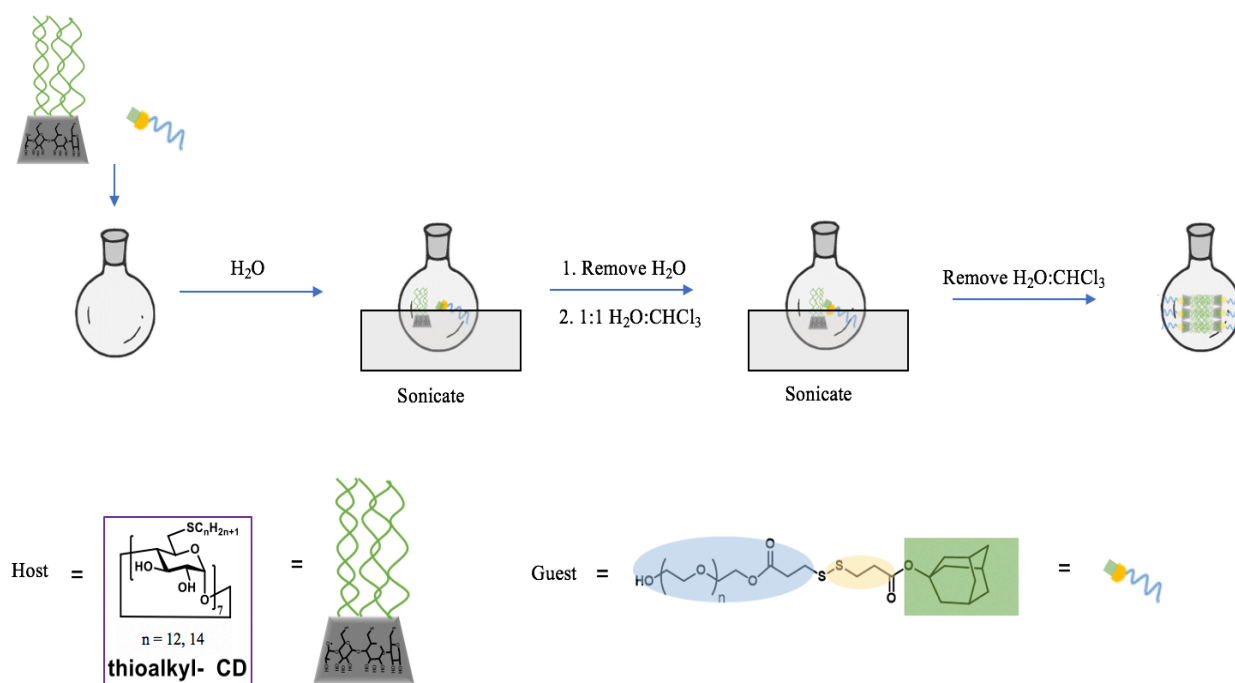 H₂O
1. Remove H₂O
2. 1:1 H₂O:CHCl₃
Remove H₂O:CHCl₃
Sonicate
Sonicate
Host =
SCₙH₂ₙ₊₁
O
HO
OH
O
7
n = 12, 14
thioalkyl- CD
=
Guest =
HO
O
n
O
O
S
S
O
O
=